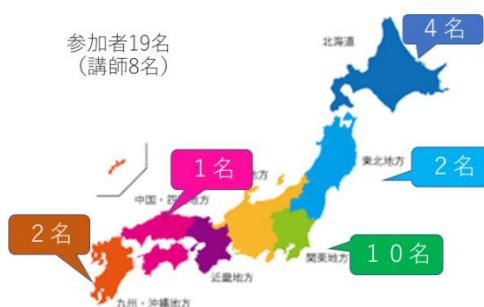 参加者19名
（講師8名）
北海道
４名
地方
１名
東北地方
２名
中国・四
地方
２名
関東地方
１０名
近畿地方
九州・沖縄地方